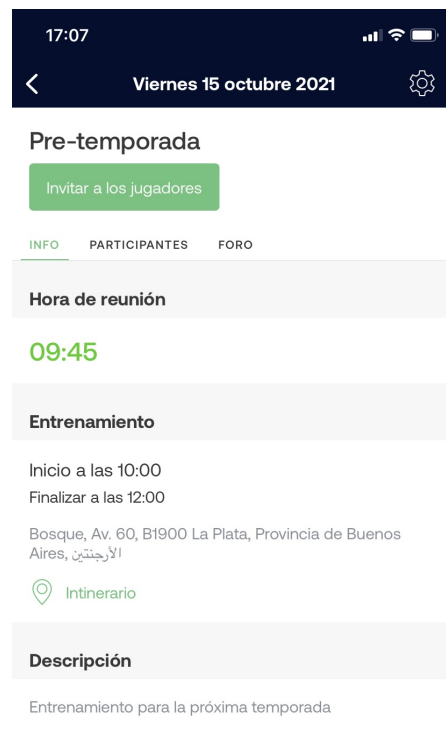 17:07
Viernes 15 octubre 2021
Pre-temporada
Invitar a los jugadores
INFO PARTICIPANTES FORO
Hora de reunión
09:45
Entrenamiento
Inicio a las 10:00
Finalizar a las 12:00
Bosque, Av. 60, B1900 La Plata, Provincia de Buenos
Aires, الأرجنتين
Intinerario
Descripción
Entrenamiento para la próxima temporada